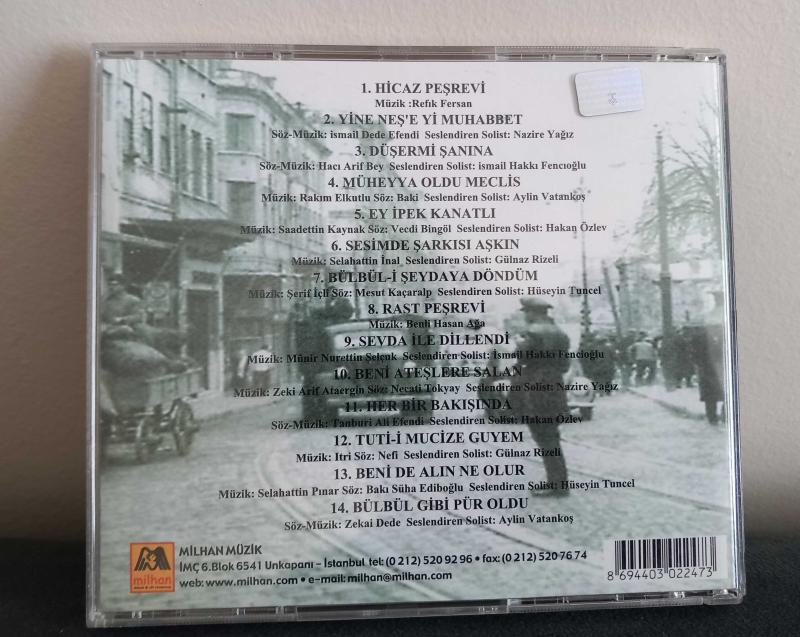 1. HİCAZ PEŞREVİ
Müzik :Refik Fersan
2. YİNE NEŞ'E Yİ MUHABBET
Söz-Müzik: ismail Dede Efendi Seslendiren Solist: Nazire Yağız
3. DÜŞERMİ ŞANINA
Söz-Müzik: Hacı Arif Bey Seslendiren Solist: ismail Hakkı Fencıoğlu
4. MÜHEYYA OLDU MECLİS
Müzik: Rakım Elkutlu Söz: Baki Seslendiren Solist: Aylin Vatankoş
5. EY İPEK KANATLI
Müzik: Saadettin Kaynak Söz: Vecdi Bingöl Seslendiren Solist: Hakan Özlev
6. SESİMDE ŞARKISI AŞKIN
Müzik: Selahattin İnal Seslendiren Solist: Gülnaz Rizeli
7. BÜLBÜL-İ ŞEYDAYA DÖNDÜM
Müzik: Şerif İçli Söz: Mesut Kaçaralp Seslendiren Solist: Hüseyin Tuncel
8. RAST PEŞREVİ
Müzik: Benli Hasan Ağa
9. SEVDA İLE DİLLENDİ
Müzik: Münir Nurettin Selçuk Seslendiren Solist: İsmail Hakkı Fencıoğlu
10. BENİ ATEŞLERE SALAN
Müzik: Zeki Arif Ataergin Söz: Necati Tokyay Seslendiren Solist: Nazire Yağız
11. HER BİR BAKIŞINDA
Söz-Müzik: Tanburi Ali Efendi Seslendiren Solist: Hakan Özlev
12. TUTİ-İ MUCİZE GUYEM
Müzik: Itri Söz: Nefi Seslendiren Solist: Gülnaz Rizeli
13. BENİ DE ALIN NE OLUR
Müzik: Selahattin Pınar Söz: Bakı Süha Ediboğlu Seslendiren Solist: Hüseyin Tuncel
14. BÜLBÜL GİBİ PÜR OLDU
Söz-Müzik: Zekai Dede Seslendiren Solist: Aylin Vatankoş
milhan
MİLHAN MÜZİK
İMÇ 6.Blok 6541 Unkapanı – İstanbul tel: (0 212) 520 92 96 • fax: (0 212) 520 76 74
web: www.milhan.com • e-mail: milhan@milhan.com
8 694403 022473